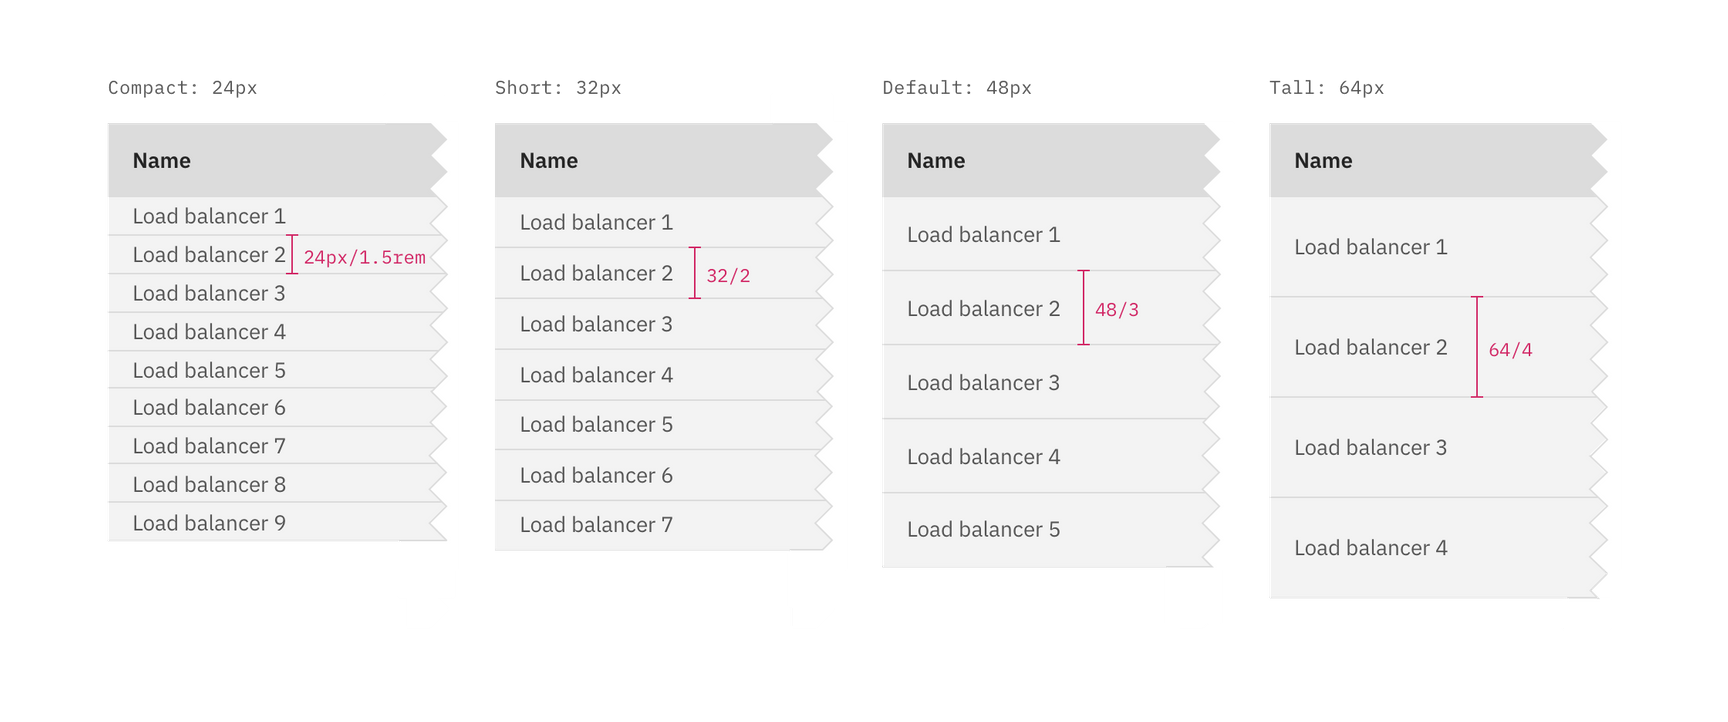 Compact: 24px
Name
Load balancer 1
Load balancer 2 24px/1.5rem
Load balancer 3
Load balancer 4
Load balancer 5
Load balancer 6
Load balancer 7
Load balancer 8
Load balancer 9
Short: 32px
Name
Load balancer 1
Load balancer 2 32/2
Load balancer 3
Load balancer 4
Load balancer 5
Load balancer 6
Load balancer 7
Default: 48px
Name
Load balancer 1
Load balancer 2 48/3
Load balancer 3
Load balancer 4
Load balancer 5
Tall: 64px
Name
Load balancer 1
Load balancer 2 64/4
Load balancer 3
Load balancer 4